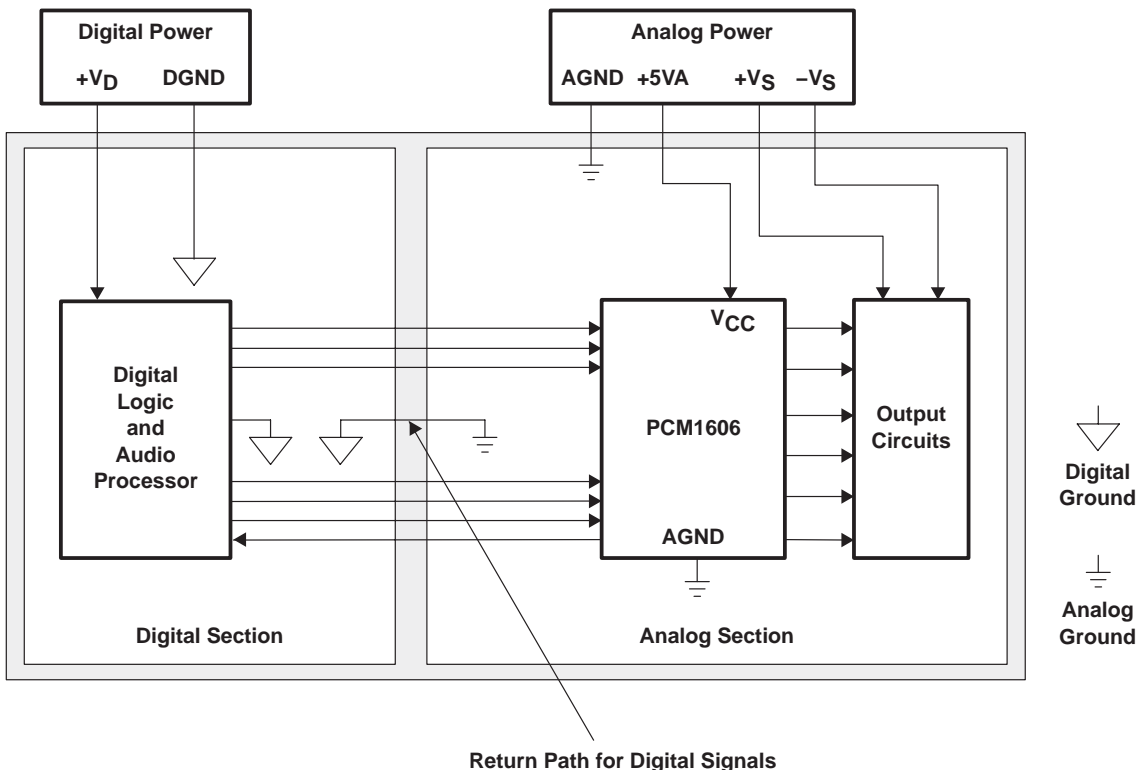 Digital Power
+VD DGND
Analog Power
AGND +5VA +VS –VS
Digital
Logic
and
Audio
Processor
VCC
PCM1606
AGND
Output
Circuits
Digital
Ground
Analog
Ground
Digital Section
Analog Section
Return Path for Digital Signals